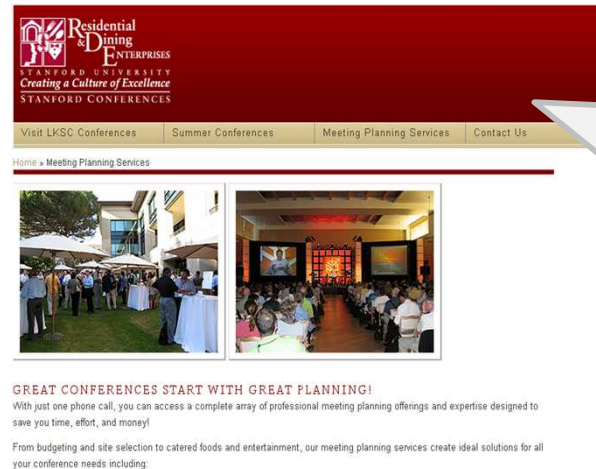 Residential
& Dining
ENTERPRISES
STANFORD UNIVERSITY
Creating a Culture of Excellence
STANFORD CONFERENCES
Visit LKSC Conferences Summer Conferences Meeting Planning Services Contact Us
Home » Meeting Planning Services
GREAT CONFERENCES START WITH GREAT PLANNING!
With just one phone call, you can access a complete array of professional meeting planning offerings and expertise designed to
save you time, effort, and money!
From budgeting and site selection to catered foods and entertainment, our meeting planning services create ideal solutions for all
your conference needs including: